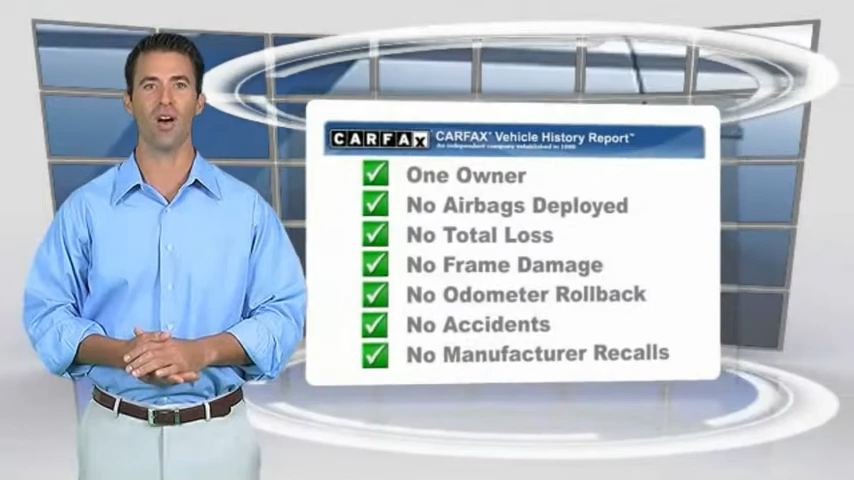 CARFAX CARFAX® Vehicle History Report™
An independent company established in 1986
One Owner
No Airbags Deployed
No Total Loss
No Frame Damage
No Odometer Rollback
No Accidents
No Manufacturer Recalls